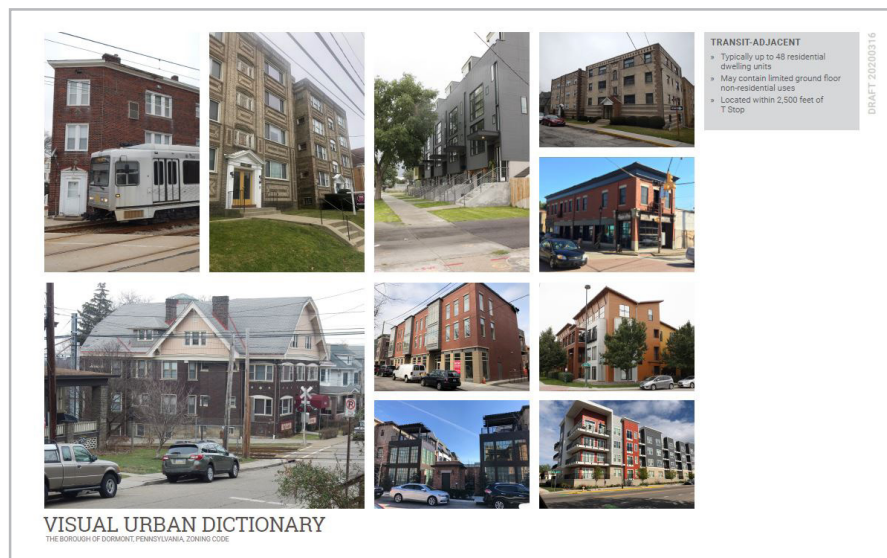 TRANSIT-ADJACENT
» Typically up to 48 residential
dwelling units
» May contain limited ground floor
non-residential uses
» Located within 2,500 feet of
T Stop
DRAFT 20200316
VISUAL URBAN DICTIONARY
THE BOROUGH OF DORMONT, PENNSYLVANIA, ZONING CODE